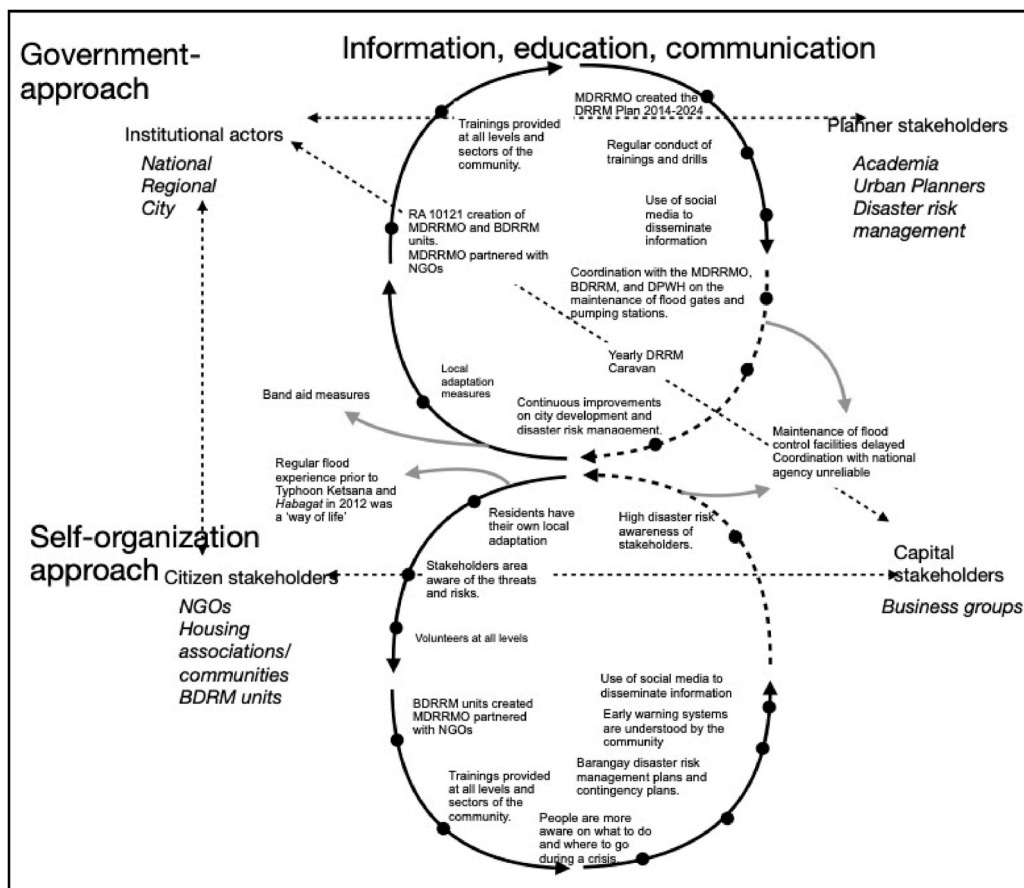 Government-
approach
Information, education, communication
Institutional actors
National
Regional
City
Trainings provided
at all levels and
sectors of the
community.
MDRRMO created the
DRRM Plan 2014-2024
Planner stakeholders
Academia
Urban Planners
Disaster risk
management
Regular conduct of
trainings and drills
RA 10121 creation of
MDRRMO and BDRRM
units.
MDRRMO partnered with
NGOs
Use of social
media to
disseminate
information
Coordination with the MDRRMO,
BDRRM, and DPWH on the
maintenance of flood gates and
pumping stations.
Yearly DRRM
Caravan
Local
adaptation
measures
Band aid measures
Continuous improvements
on city development and
disaster risk management.
Maintenance of flood
control facilities delayed
Coordination with national
agency unreliable
Regular flood
experience prior to
Typhoon Ketsana and
Habagat in 2012 was
a 'way of life'
Residents have
their own local
adaptation
High disaster risk
awareness of
stakeholders.
Self-organization
approach
Citizen stakeholders
NGOs
Housing
associations/
communities
BDRM units
Stakeholders area
aware of the threats
and risks.
Capital
stakeholders
Business groups
Volunteers at all levels
BDRRM units created
MDRRMO partnered
with NGOs
Use of social media to
disseminate information
Early warning systems
are understood by the
community
Barangay disaster risk
management plans and
contingency plans.
Trainings provided
at all levels and
sectors of the
community.
People are more
aware on what to do
and where to go
during a crisis.